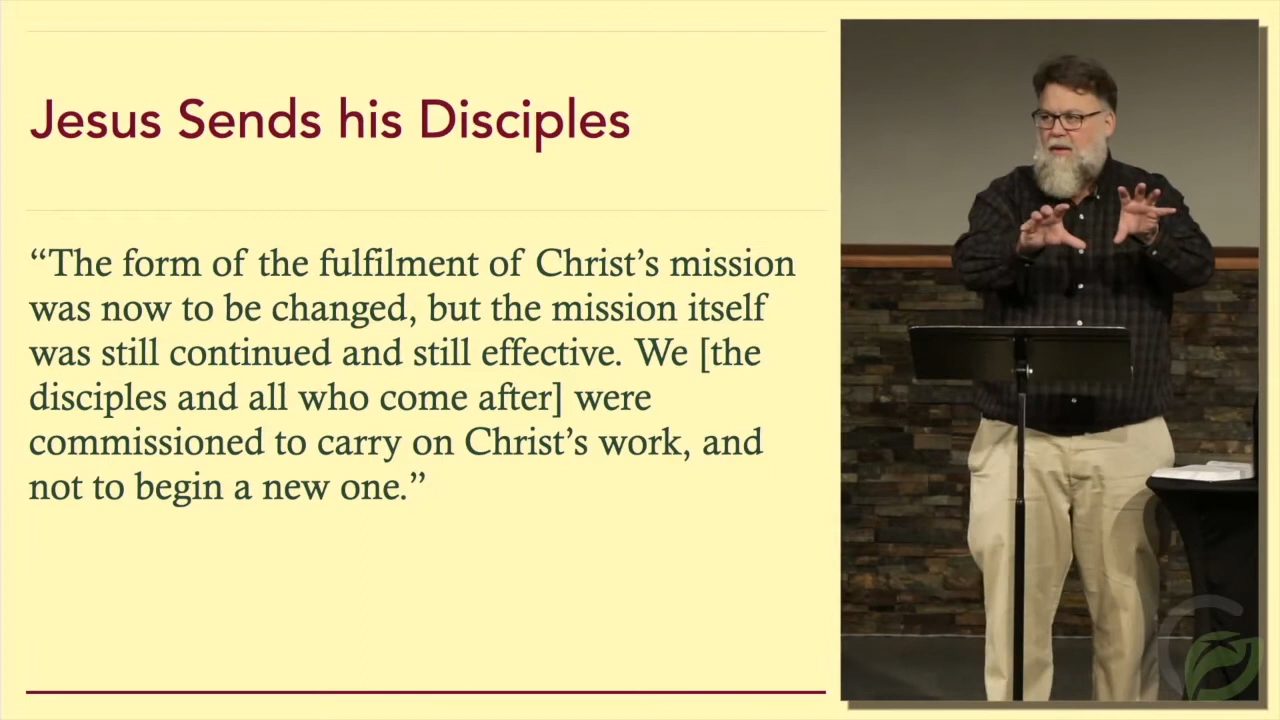 Jesus Sends his Disciples
“The form of the fulfilment of Christ’s mission
was now to be changed, but the mission itself
was still continued and still effective. We [the
disciples and all who come after] were
commissioned to carry on Christ’s work, and
not to begin a new one.”